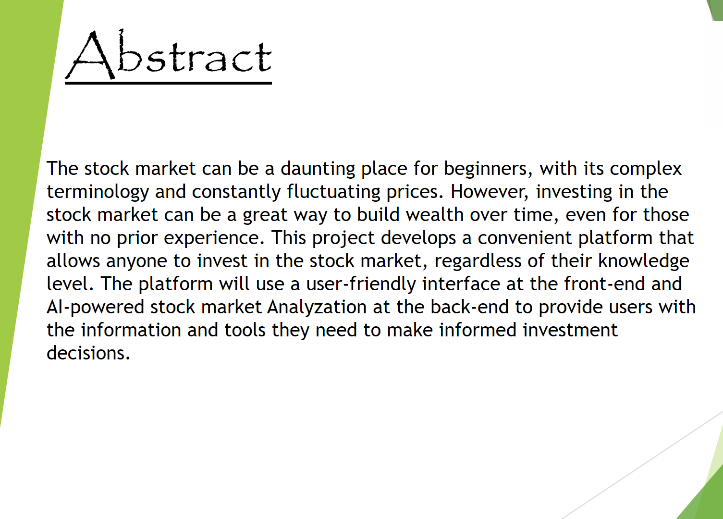 Abstract
The stock market can be a daunting place for beginners, with its complex
terminology and constantly fluctuating prices. However, investing in the
stock market can be a great way to build wealth over time, even for those
with no prior experience. This project develops a convenient platform that
allows anyone to invest in the stock market, regardless of their knowledge
level. The platform will use a user-friendly interface at the front-end and
AI-powered stock market Analyzation at the back-end to provide users with
the information and tools they need to make informed investment
decisions.